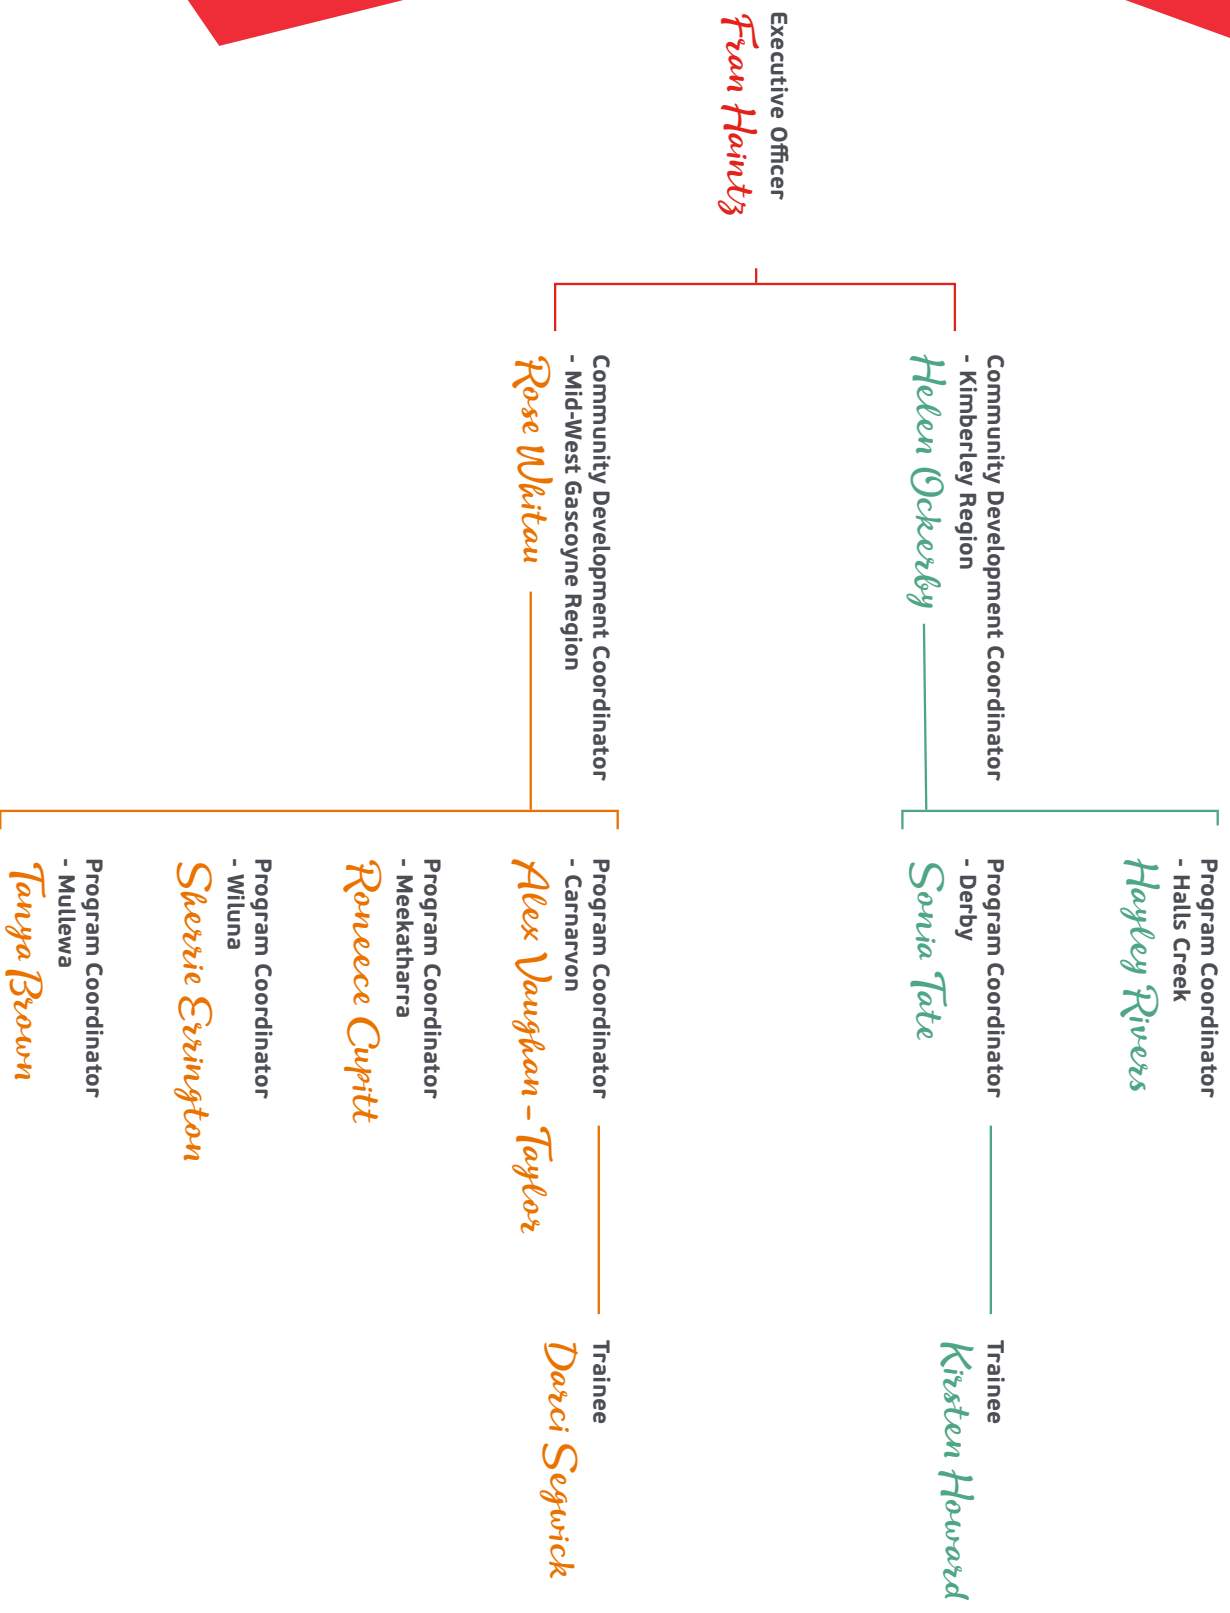 Executive Officer
Fran Haintz
Community Development Coordinator
- Kimberley Region
Helen Ockerby
Community Development Coordinator
- Mid-West Gascoyne Region
Rose Whitau
Program Coordinator
- Halls Creek
Hayley Rivers
Program Coordinator
- Derby
Sonia Tate
Program Coordinator
- Carnarvon
Alex Vaughan-Taylor
Program Coordinator
- Meekatharra
Roneece Cupitt
Program Coordinator
- Wiluna
Sherrie Errington
Program Coordinator
- Mullewa
Tanya Brown
Trainee
Kirsten Howard
Trainee
Darci Segwick